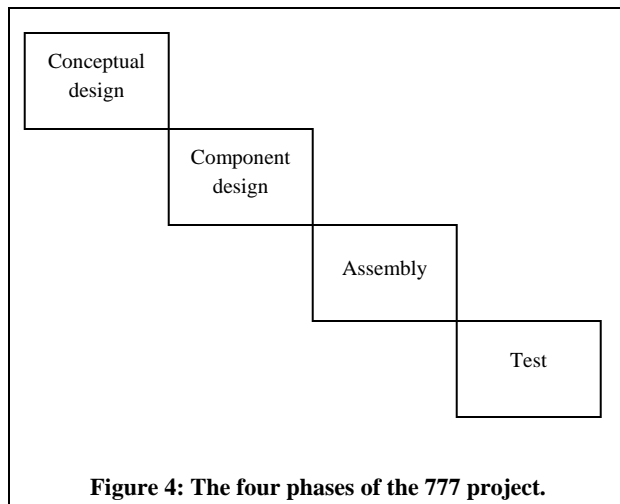 Conceptual
design
Component
design
Assembly
Test
Figure 4: The four phases of the 777 project.